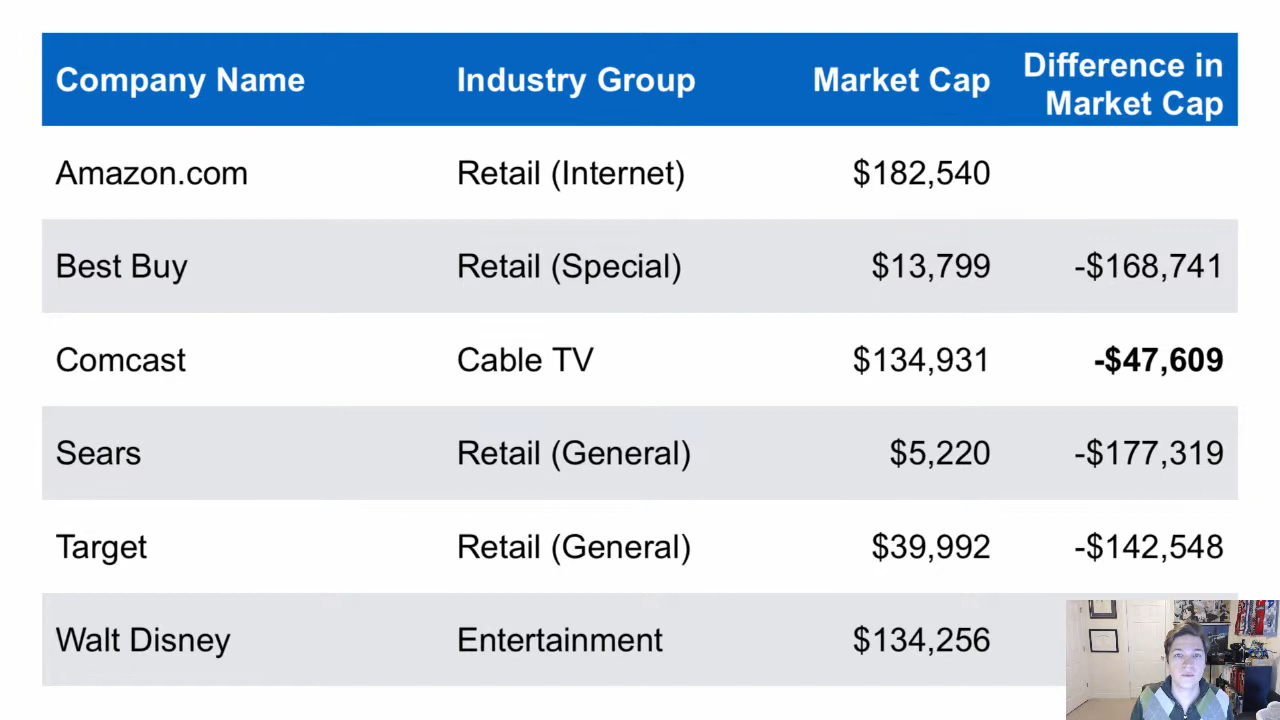 Company Name Industry Group Market Cap Difference in
Market Cap
Amazon.com Retail (Internet) $182,540
Best Buy Retail (Special) $13,799 -$168,741
Comcast Cable TV $134,931 -$47,609
Sears Retail (General) $5,220 -$177,319
Target Retail (General) $39,992 -$142,548
Walt Disney Entertainment $134,256